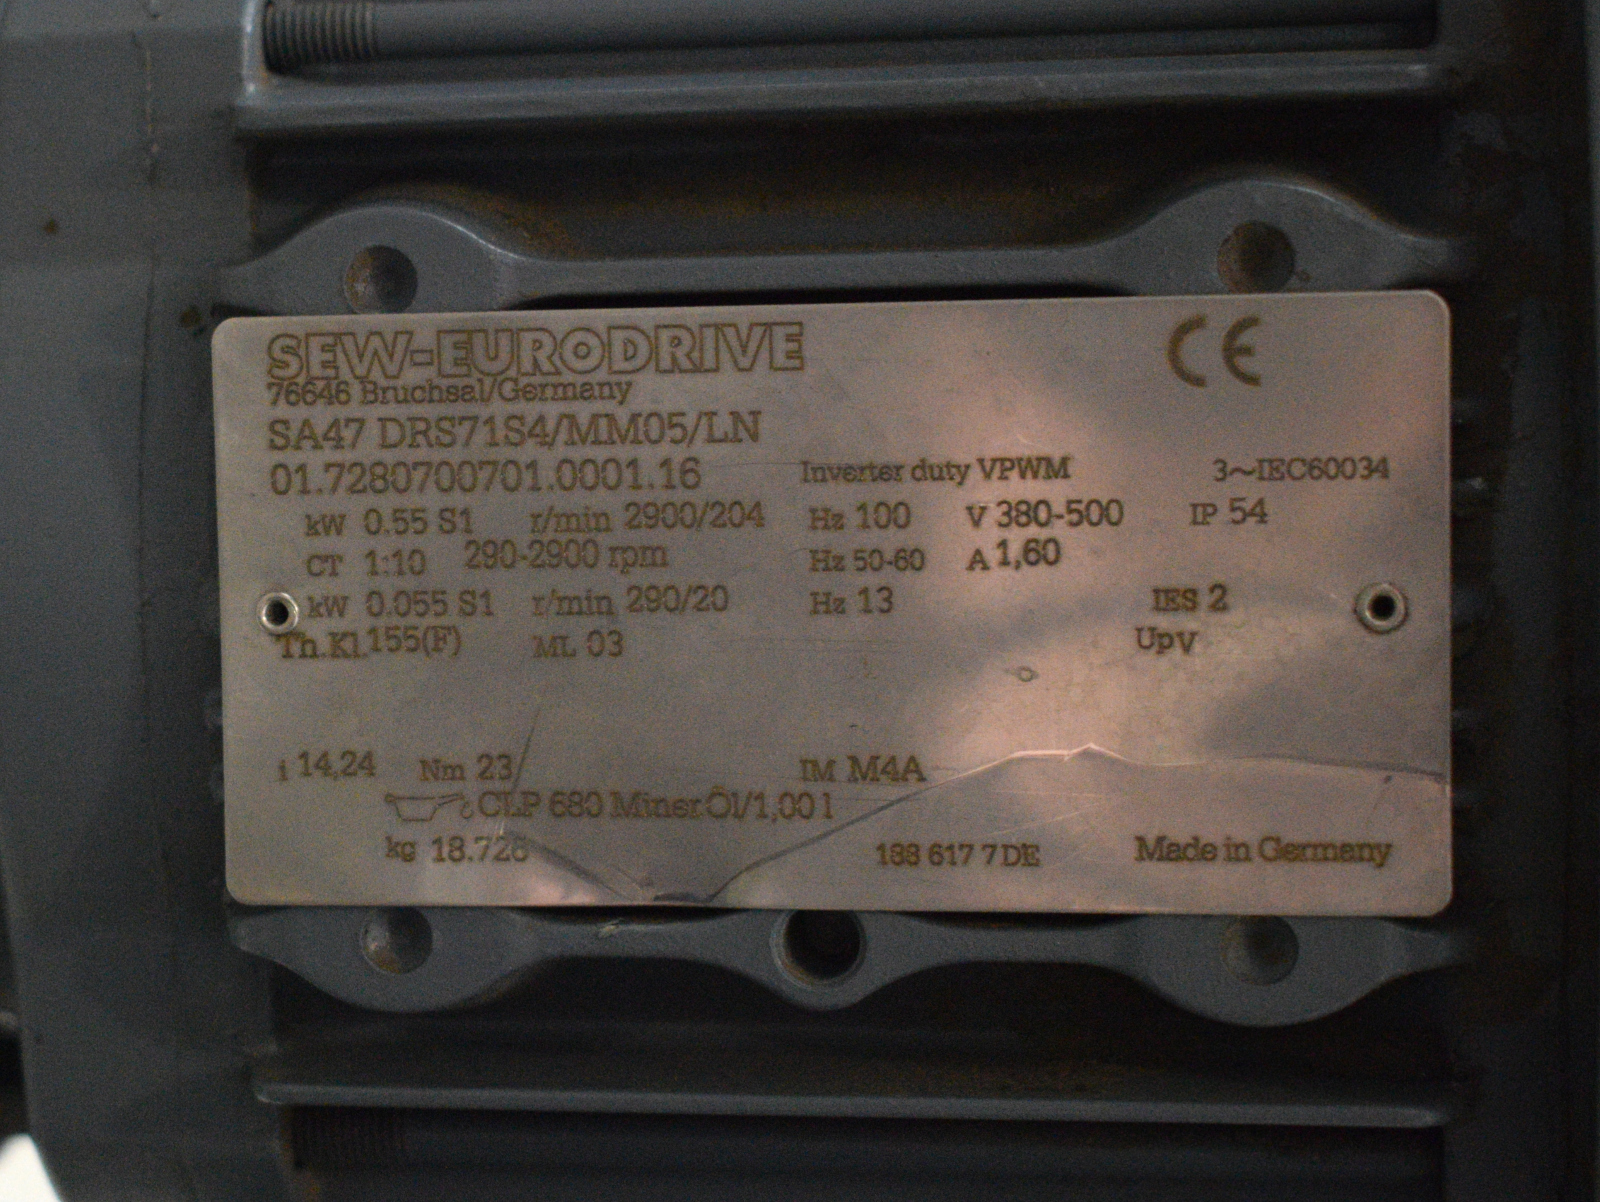 SEW-EURODRIVE CE
76646 Bruchsal/Germany
SA47 DRS71S4/MM05/LN
01.7280700701.0001.16 Inverter duty VPWM 3~IEC60034
kW 0.55 S1 r/min 2900/204 Hz 100 V 380-500 IP 54
CT 1:10 290-2900 rpm Hz 50-60 A 1,60
kW 0.055 S1 r/min 290/20 Hz 13 IES 2
Th.Kl. 155(F) ML 03 UpV
i 14,24 Nm 23 IM M4A
CLP 680 Miner.Öl/1,00 l
kg 18.728 188 617 7 DE Made in Germany